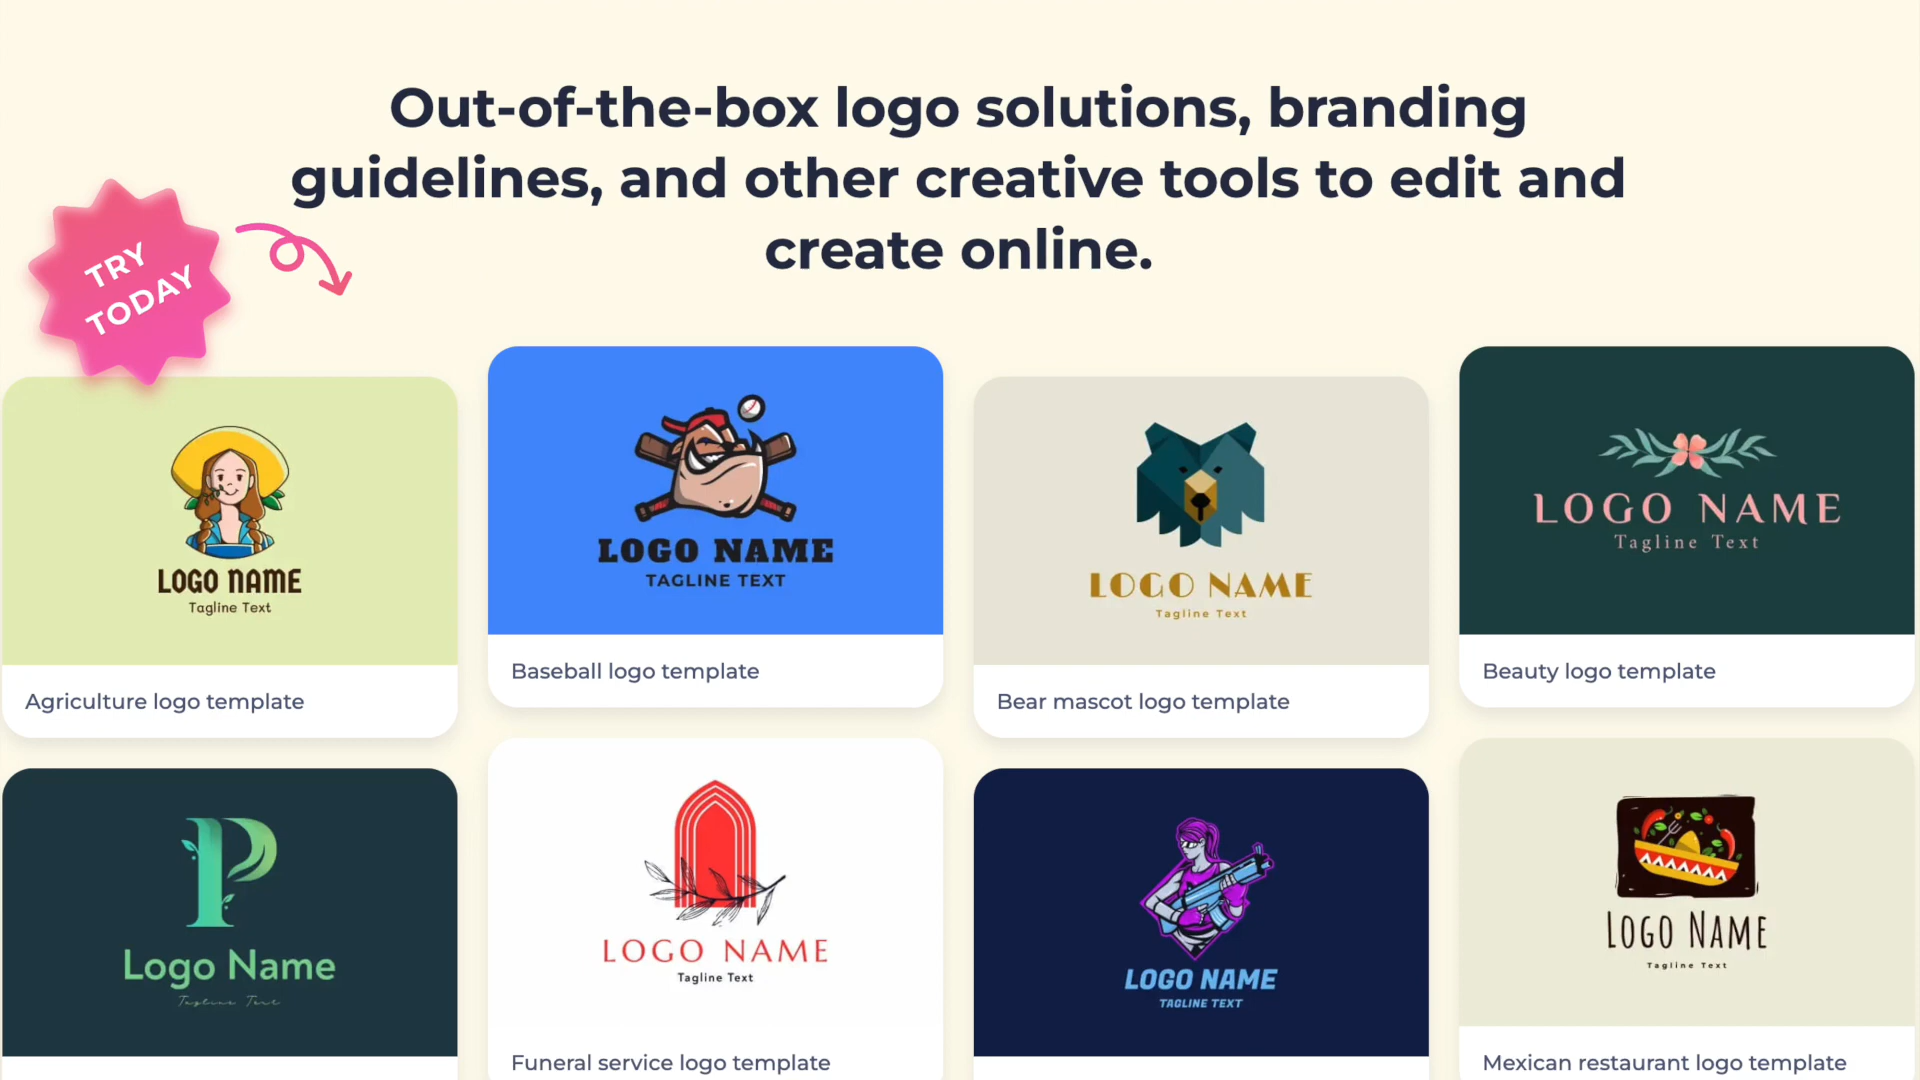 Out-of-the-box logo solutions, branding
guidelines, and other creative tools to edit and
create online.
TRY
TODAY
LOGO NAME
Tagline Text
Agriculture logo template
LOGO NAME
TAGLINE TEXT
Baseball logo template
LOGO NAME
Tagline Text
Bear mascot logo template
LOGO NAME
Tagline Text
Beauty logo template
P
Logo Name
Tagline Text
LOGO NAME
Tagline Text
Funeral service logo template
LOGO NAME
TAGLINE TEXT
LOGO NAME
Tagline Text
Mexican restaurant logo template